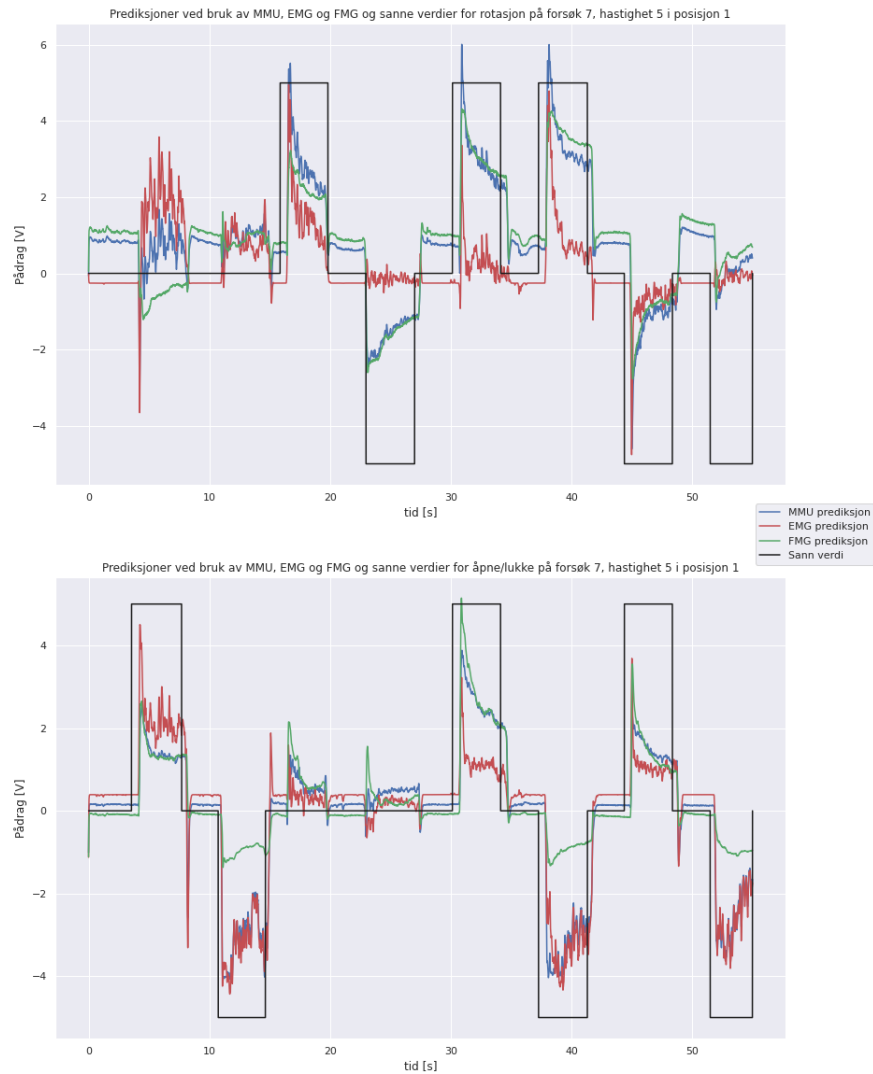 Prediksjoner ved bruk av MMU, EMG og FMG og sanne verdier for rotasjon på forsøk 7, hastighet 5 i posisjon 1
Pådrag [V]
6
4
2
0
−2
−4
0 10 20 30 40 50
tid [s]
MMU prediksjon
EMG prediksjon
FMG prediksjon
Sann verdi
Prediksjoner ved bruk av MMU, EMG og FMG og sanne verdier for åpne/lukke på forsøk 7, hastighet 5 i posisjon 1
Pådrag [V]
4
2
0
−2
−4
0 10 20 30 40 50
tid [s]